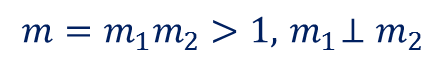 m = m₁m₂ > 1, m₁ ⊥ m₂